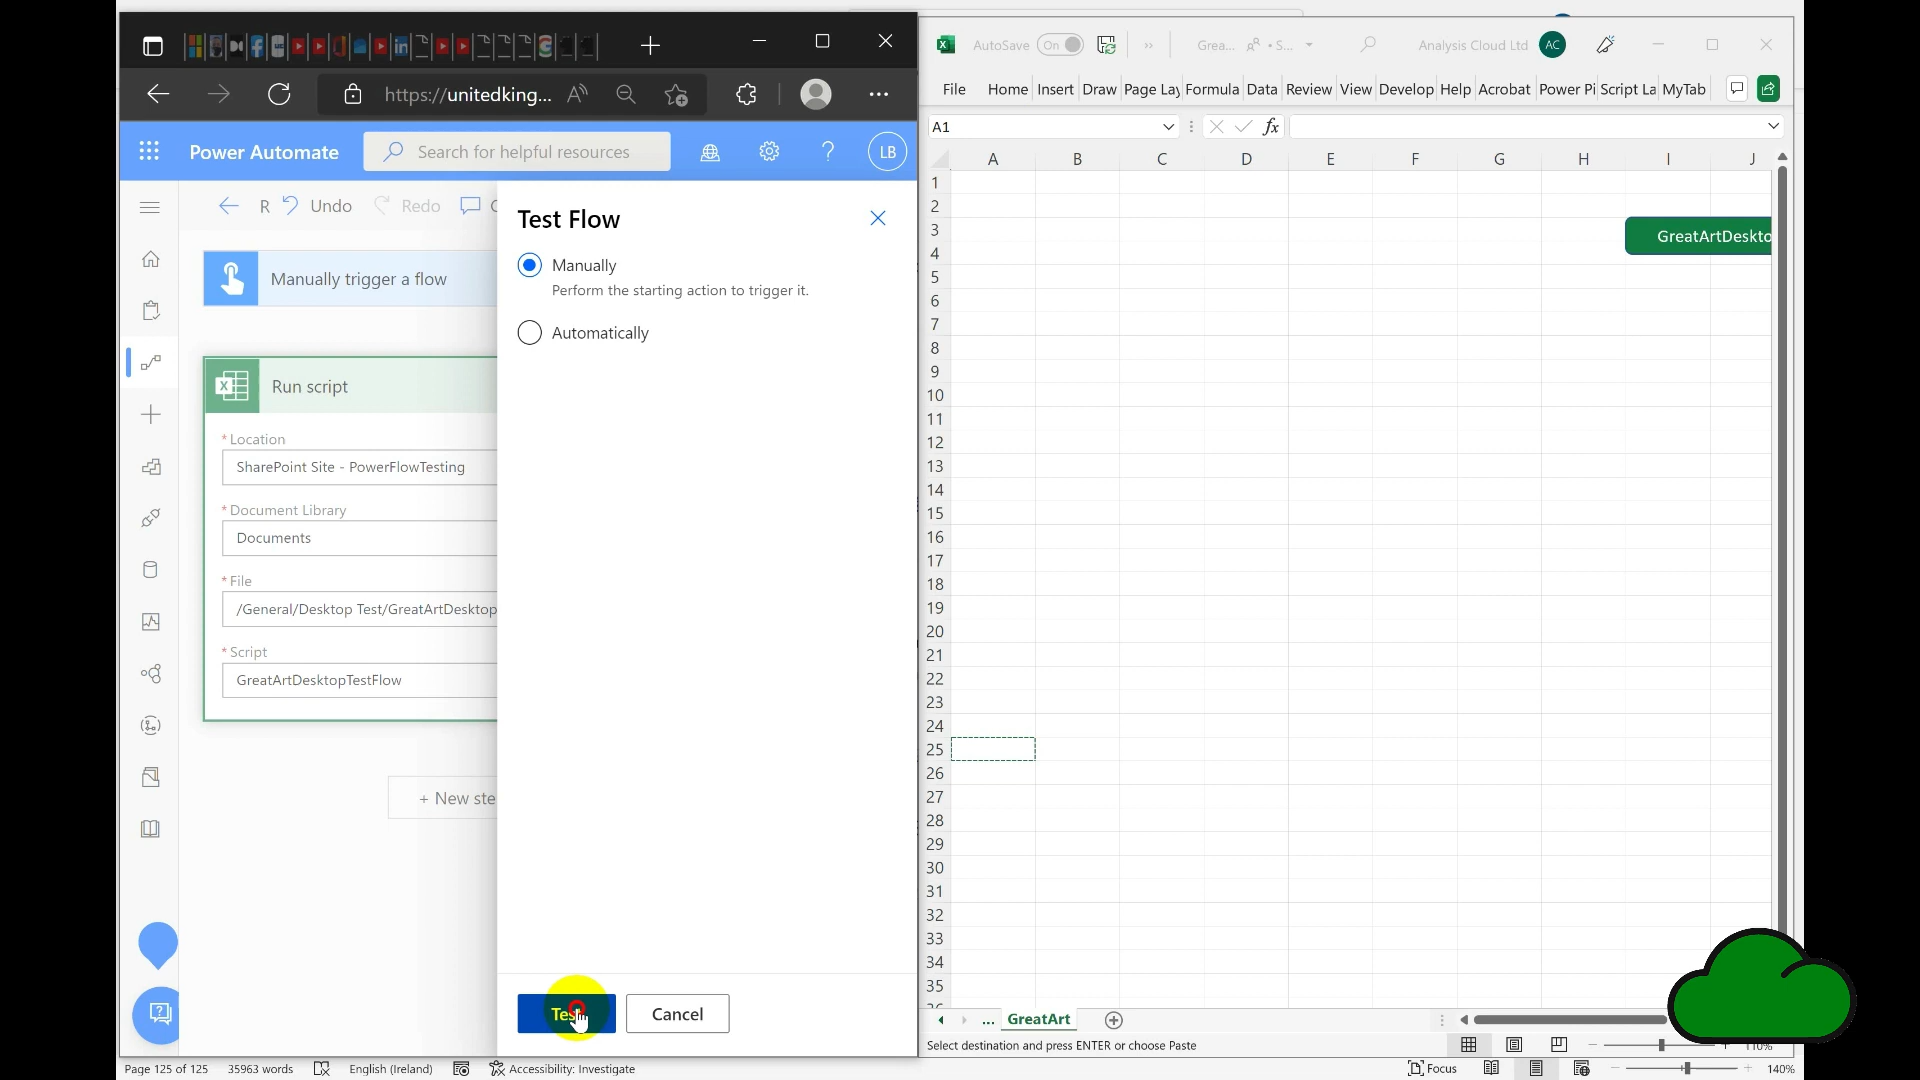 AutoSave On Grea... • S... Analysis Cloud Ltd AC
https://unitedking...
File Home Insert Draw Page Lay Formula Data Review View Develop Help Acrobat Power Pi Script La MyTab
A1 fx
Power Automate Search for helpful resources ? LB
A B C D E F G H I J
R Undo Redo
Test Flow
Manually
Perform the starting action to trigger it.
Automatically
Test Cancel
Manually trigger a flow
Run script
* Location
SharePoint Site - PowerFlowTesting
* Document Library
Documents
* File
/General/Desktop Test/GreatArtDesktop
* Script
GreatArtDesktopTestFlow
+ New ste
1
2
3
4
5
6
7
8
9
10
11
12
13
14
15
16
17
18
19
20
21
22
23
24
25
26
27
28
29
30
31
32
33
34
35
GreatArtDeskto
... GreatArt
Select destination and press ENTER or choose Paste 110%
Page 125 of 125 35963 words English (Ireland) Accessibility: Investigate Focus 140%